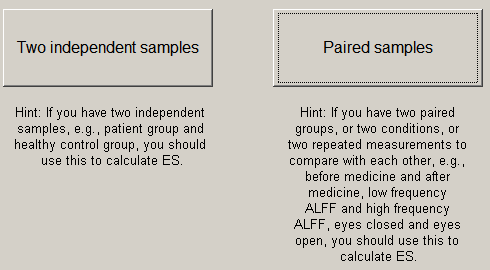 Two independent samples
Hint: If you have two independent
samples, e.g., patient group and
healthy control group, you should
use this to calculate ES.
Paired samples
Hint: If you have two paired
groups, or two conditions, or
two repeated measurements to
compare with each other, e.g.,
before medicine and after
medicine, low frequency
ALFF and high frequency
ALFF, eyes closed and eyes
open, you should use this to
calculate ES.